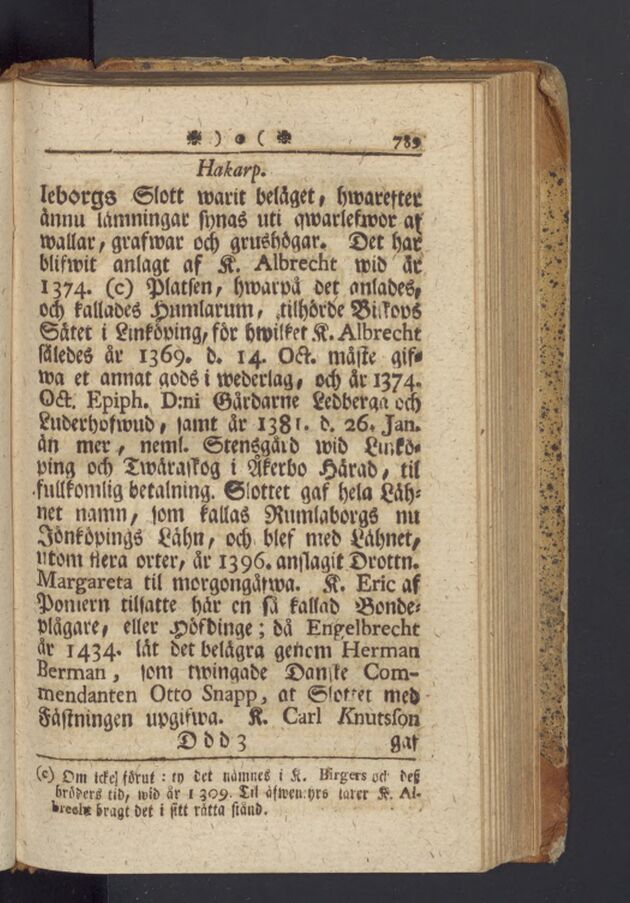 ❉ ) o ( ❉ 789
Hakarp.
leborgs Slott warit beläget, hwarefter
ännu lämningar synas uti qwarlefwor af
wallar, grafwar och grushögar. Det har
blifwit anlagt af K. Albrecht wid år
1374. (c) Platsen, hwarpå det anlades,
och kallades Humlarum, tilhörde Biskops
Sätet i Linköping, för hwilket K. Albrecht
således år 1369. d. 14. Oct. måste gif-
wa et annat gods i wederlag, och år 1374.
Oct. Epiph. D:ni Gårdarne Ledberga och
Luderhofwud, samt år 1381. d. 26. Jan.
än mer, neml. Stensgård wid Linkö-
ping och Twäraskog i Åkerbo Härad, til
fullkomlig betalning. Slottet gaf hela Läh-
net namn, som kallas Rumlaborgs nu
Jönköpings Lähn, och blef med Lähnet,
utom flera orter, år 1396. anslagit Drottn.
Margareta til morgongåfwa. K. Eric af
Pomern tilsatte här en så kallad Bonde-
plågare, eller Höfdinge; då Engelbrecht
år 1434. lät det belägra genom Herman
Berman, som twingade Danske Com-
mendanten Otto Snapp, at Slottet med
Fästningen upgifwa. K. Carl Knutsson
Ddd 3 gaf
(c) Om icke förut: ty det nämnes i K. Birgers och deß
bröders tid, wid år 1309. Til äfwentyrs larer K. Al-
brecht bragt det i sitt rätta stånd.